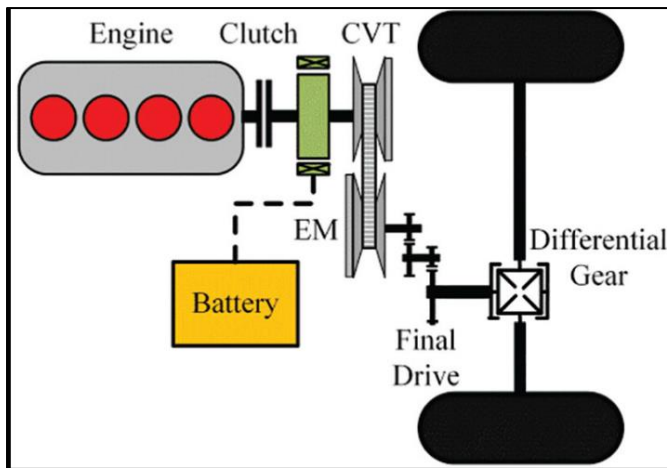 Engine
Clutch
CVT
EM
Battery
Differential
Gear
Final
Drive